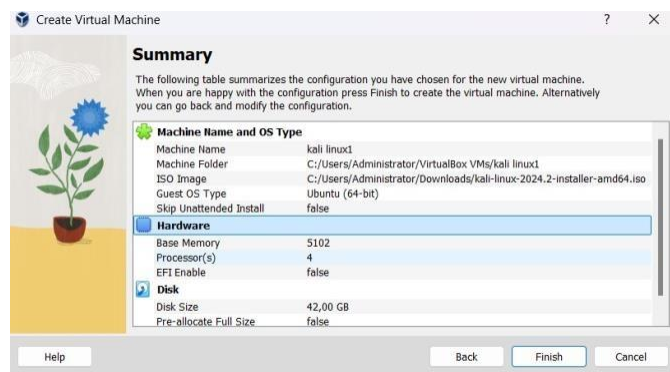 Create Virtual Machine
?
Summary
The following table summarizes the configuration you have chosen for the new virtual machine.
When you are happy with the configuration press Finish to create the virtual machine. Alternatively
you can go back and modify the configuration.
Machine Name and OS Type
Machine Name kali linux1
Machine Folder C:/Users/Administrator/VirtualBox VMs/kali linux1
ISO Image C:/Users/Administrator/Downloads/kali-linux-2024.2-installer-amd64.iso
Guest OS Type Ubuntu (64-bit)
Skip Unattended Install false
Hardware
Base Memory 5102
Processor(s) 4
EFI Enable false
Disk
Disk Size 42,00 GB
Pre-allocate Full Size false
Help Back Finish Cancel